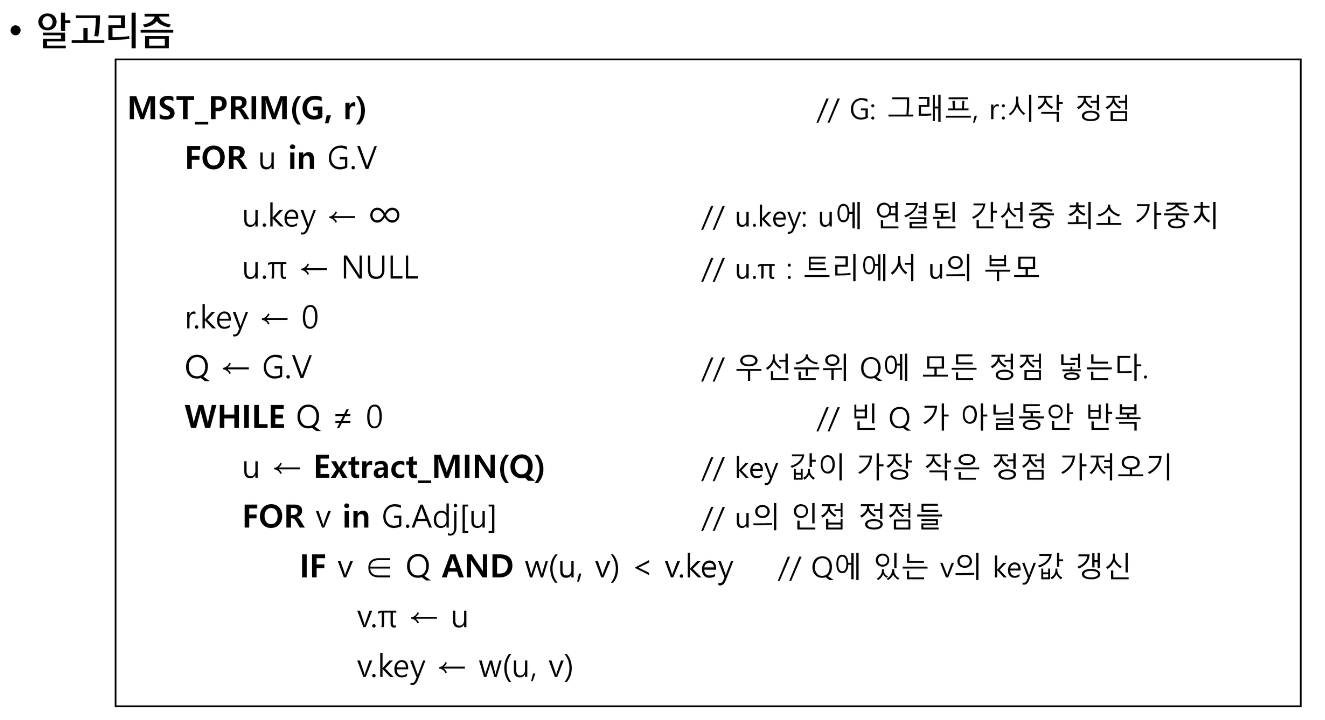 • 알고리즘
MST_PRIM(G, r) // G: 그래프, r:시작 정점
FOR u in G.V
u.key ← ∞ // u.key: u에 연결된 간선중 최소 가중치
u.π ← NULL // u.π : 트리에서 u의 부모
r.key ← 0
Q ← G.V // 우선순위 Q에 모든 정점 넣는다.
WHILE Q ≠ 0 // 빈 Q 가 아닐동안 반복
u ← Extract_MIN(Q) // key 값이 가장 작은 정점 가져오기
FOR v in G.Adj[u] // u의 인접 정점들
IF v ∈ Q AND w(u, v) < v.key // Q에 있는 v의 key값 갱신
v.π ← u
v.key ← w(u, v)